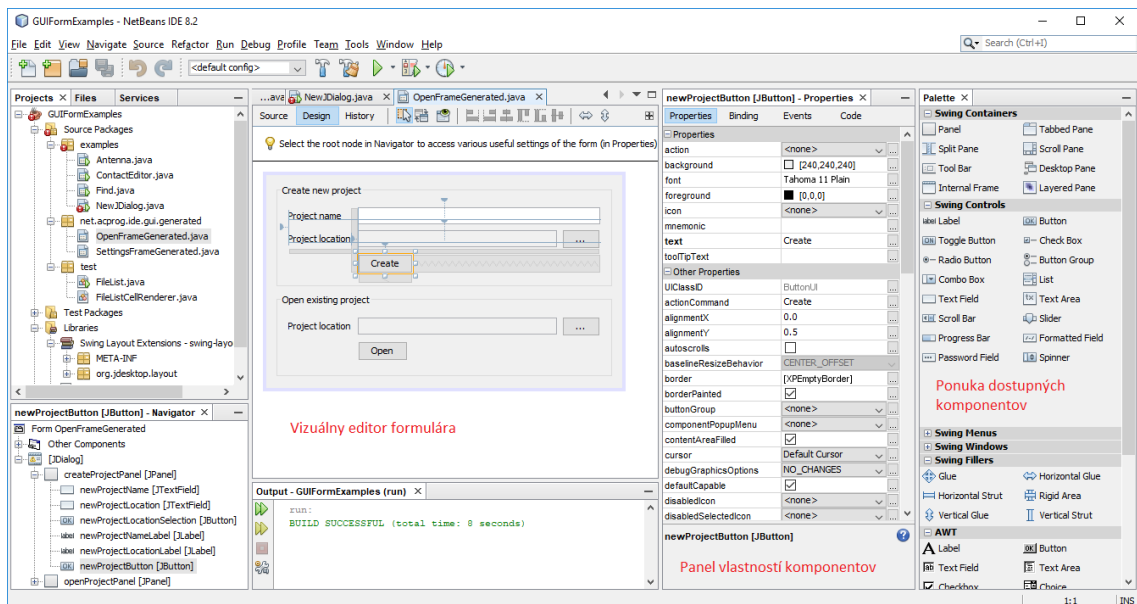 GUIFormExamples - NetBeans IDE 8.2
File Edit View Navigate Source Refactor Run Debug Profile Team Tools Window Help
Search (Ctrl+I)
<default config>
Projects Files Services
GUIFormExamples
Source Packages
examples
Antenna.java
ContactEditor.java
Find.java
NewJDialog.java
net.acprog.ide.gui.generated
OpenFrameGenerated.java
SettingsFrameGenerated.java
test
FileList.java
FileListCellRenderer.java
Test Packages
Libraries
Swing Layout Extensions - swing-layo
META-INF
org.jdesktop.layout
newProjectButton [JButton] - Navigator
Form OpenFrameGenerated
Other Components
[JDialog]
createProjectPanel [JPanel]
newProjectName [JTextField]
newProjectLocation [JTextField]
OK newProjectLocationSelection [JButton]
label newProjectNameLabel [JLabel]
label newProjectLocationLabel [JLabel]
OK newProjectButton [JButton]
openProjectPanel [JPanel]
...ava NewJDialog.java OpenFrameGenerated.java
Source Design History
Select the root node in Navigator to access various useful settings of the form (in Properties)
Create new project
Project name
Project location ...
Create
Open existing project
Project location ...
Open
Vizuálny editor formulára
Output - GUIFormExamples (run)
run:
BUILD SUCCESSFUL (total time: 8 seconds)
newProjectButton [JButton] - Properties
Properties Binding Events Code
Properties
action <none> ...
background [240,240,240] ...
font Tahoma 11 Plain ...
foreground [0,0,0] ...
icon <none> ...
mnemonic ...
text Create ...
toolTipText ...
Other Properties
UIClassID ButtonUI ...
actionCommand Create ...
alignmentX 0.0 ...
alignmentY 0.5 ...
autoscrolls ...
baselineResizeBehavior CENTER_OFFSET
border [XPEmptyBorder] ...
borderPainted ...
buttonGroup <none> ...
componentPopupMenu <none> ...
contentAreaFilled ...
cursor Default Cursor ...
debugGraphicsOptions NO_CHANGES ...
defaultCapable ...
disabledIcon <none> ...
disabledSelectedIcon <none> ...
newProjectButton [JButton]
Panel vlastností komponentov
Palette
Swing Containers
Panel Tabbed Pane
Split Pane Scroll Pane
Tool Bar Desktop Pane
Internal Frame Layered Pane
Swing Controls
label Label OK Button
ON Toggle Button Check Box
Radio Button Button Group
Combo Box List
Text Field Text Area
Scroll Bar Slider
Progress Bar Formatted Field
Password Field Spinner
Ponuka dostupných
komponentov
Swing Menus
Swing Windows
Swing Fillers
Glue Horizontal Glue
Horizontal Strut Rigid Area
Vertical Glue Vertical Strut
AWT
A Label OK Button
Text Field Text Area
Checkbox Choice
1:1 INS